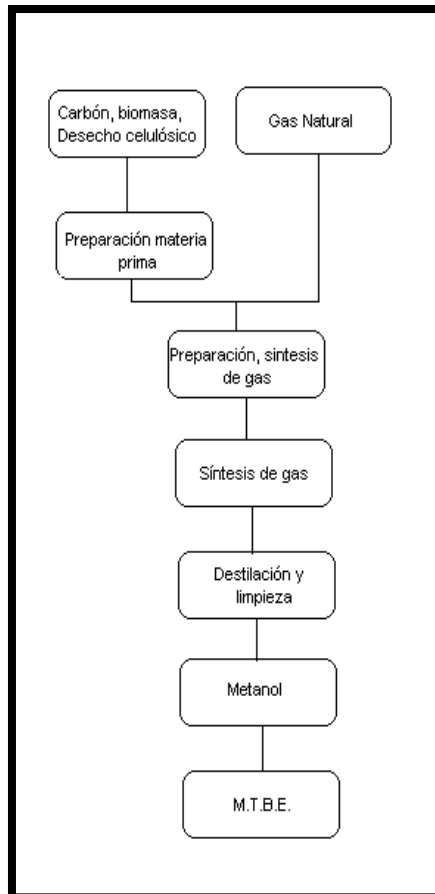 Carbón, biomasa,
Desecho celulósico
Gas Natural
Preparación materia
prima
Preparación, sintesis
de gas
Síntesis de gas
Destilación y
limpieza
Metanol
M.T.B.E.